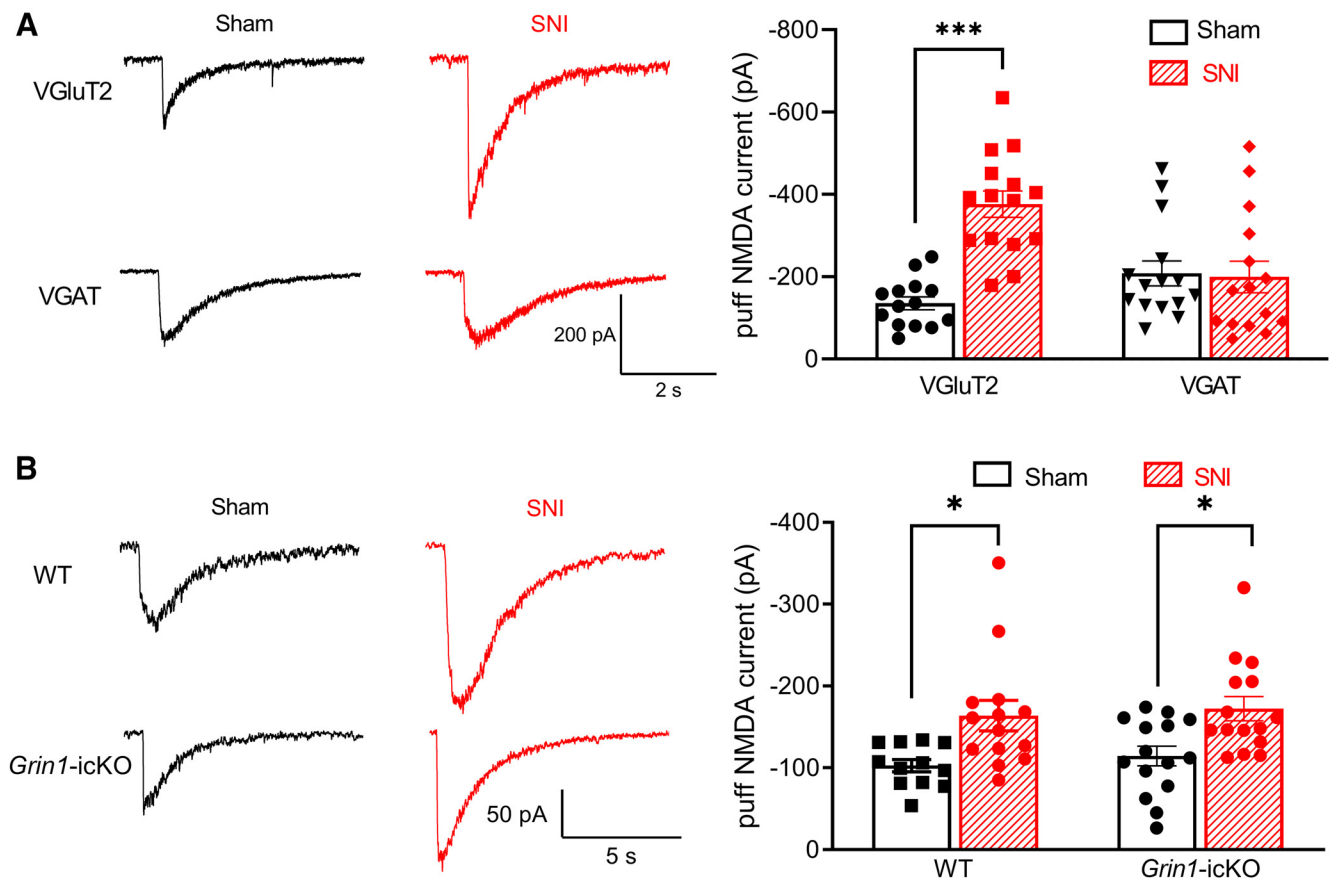 A
Sham
SNI
VGluT2
VGAT
200 pA
2 s
puff NMDA current (pA)
-800
-600
-400
-200
0
***
Sham
SNI
VGluT2
VGAT
B
Sham
SNI
WT
Grin1-icKO
50 pA
5 s
puff NMDA current (pA)
-400
-300
-200
-100
0
Sham
SNI
*
*
WT
Grin1-icKO